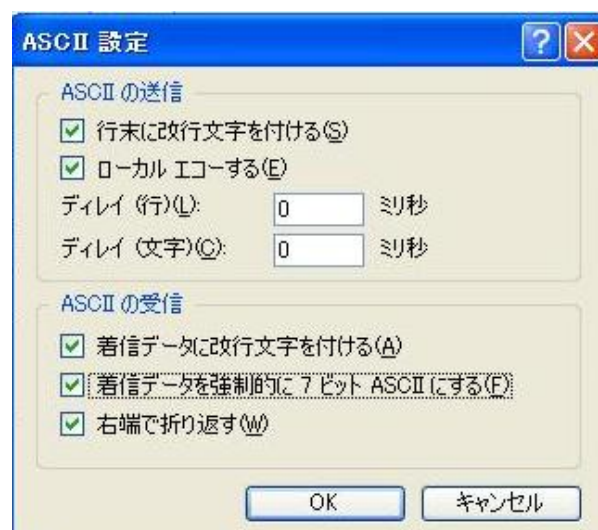 ASCII 設定
ASCII の送信
行末に改行文字を付ける(S)
ローカル エコーする(E)
ディレイ (行)(L): 0 ミリ秒
ディレイ (文字)(C): 0 ミリ秒
ASCII の受信
着信データに改行文字を付ける(A)
着信データを強制的に 7 ビット ASCII にする(F)
右端で折り返す(W)
OK キャンセル